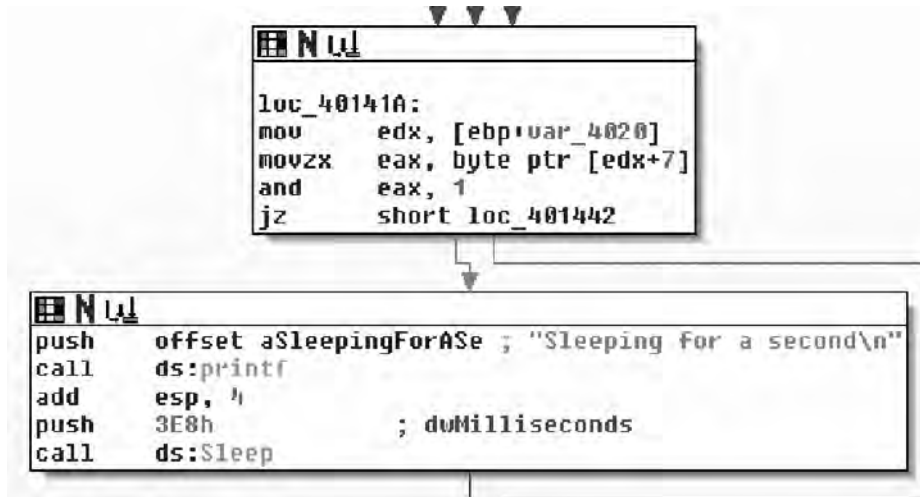 loc_40141A:
mov edx, [ebp+var_4020]
movzx eax, byte ptr [edx+7]
and eax, 1
jz short loc_401442
push offset aSleepingForASe ; "Sleeping for a second\n"
call ds:printf
add esp, 4
push 3E8h ; dwMilliseconds
call ds:Sleep